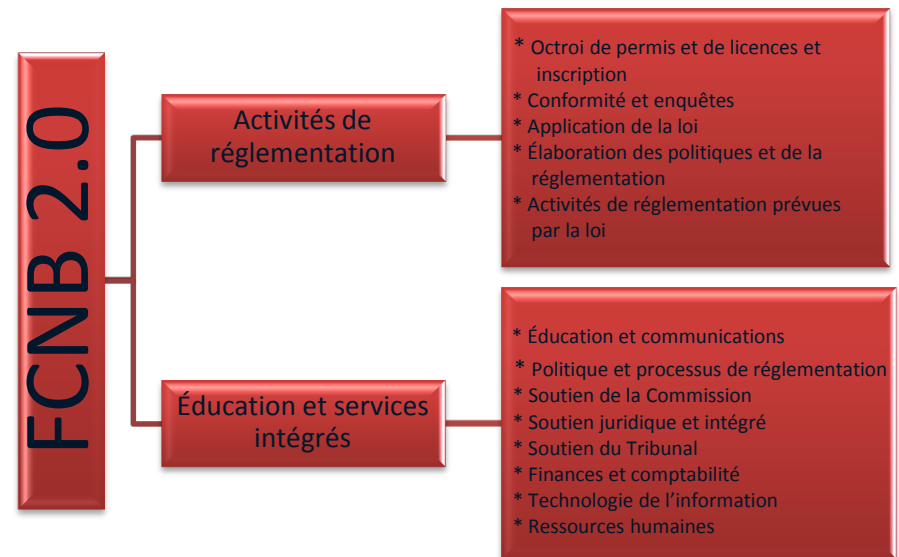 FCNB 2.0
Activités de
réglementation
* Octroi de permis et de licences et
inscription
* Conformité et enquêtes
* Application de la loi
* Élaboration des politiques et de la
réglementation
* Activités de réglementation prévues
par la loi
Éducation et services
intégrés
* Éducation et communications
* Politique et processus de réglementation
* Soutien de la Commission
* Soutien juridique et intégré
* Soutien du Tribunal
* Finances et comptabilité
* Technologie de l’information
* Ressources humaines